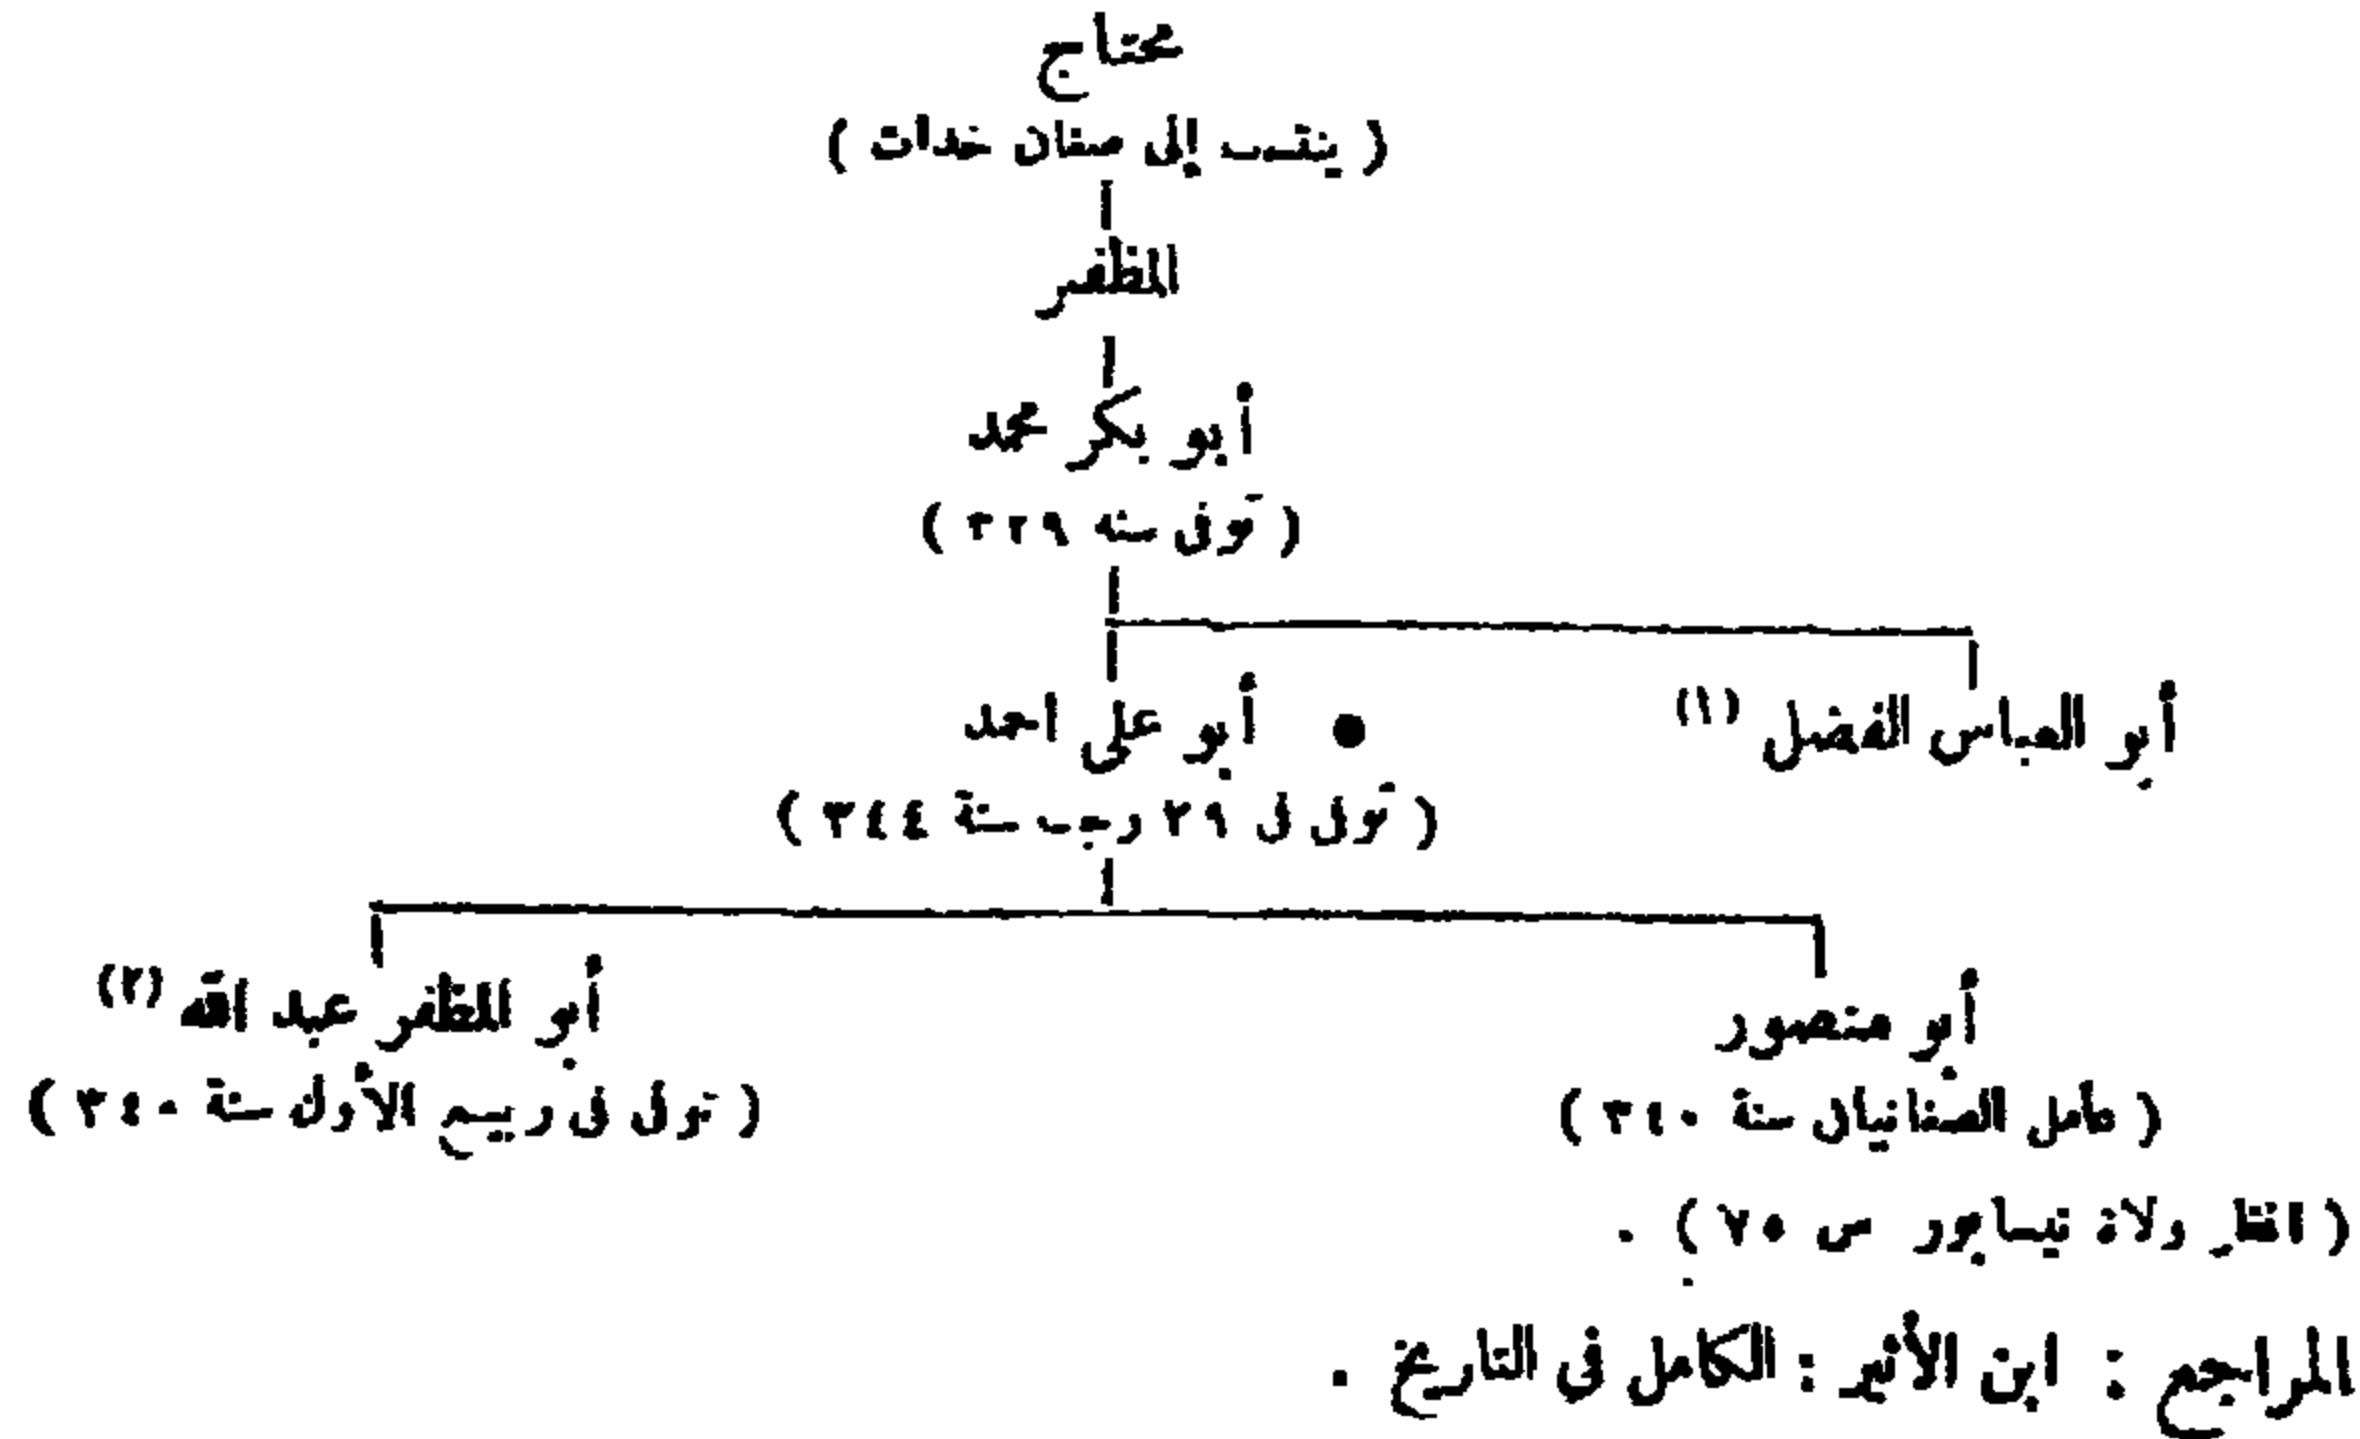 محتاج
( ينتسب إلى صغان خدات )
المظفر
أبو بكر محمد
( توفى سنة ٣٢٩ )
أبو العباس الفضل (١)
● أبو على احمد
( توفى فى ٢٩ رجب سنة ٣٤٤ )
أبو منصور
أبو المظفر عبد الله (٢)
( عامل الصغانيان سنة ٣٤٠ )
( توفى فى ربيع الأول سنة ٣٤٠ )
( انظر ولاة نيسابور ص ٧٥ ) .
المراجع : ابن الأثير : الكامل فى التاريخ .